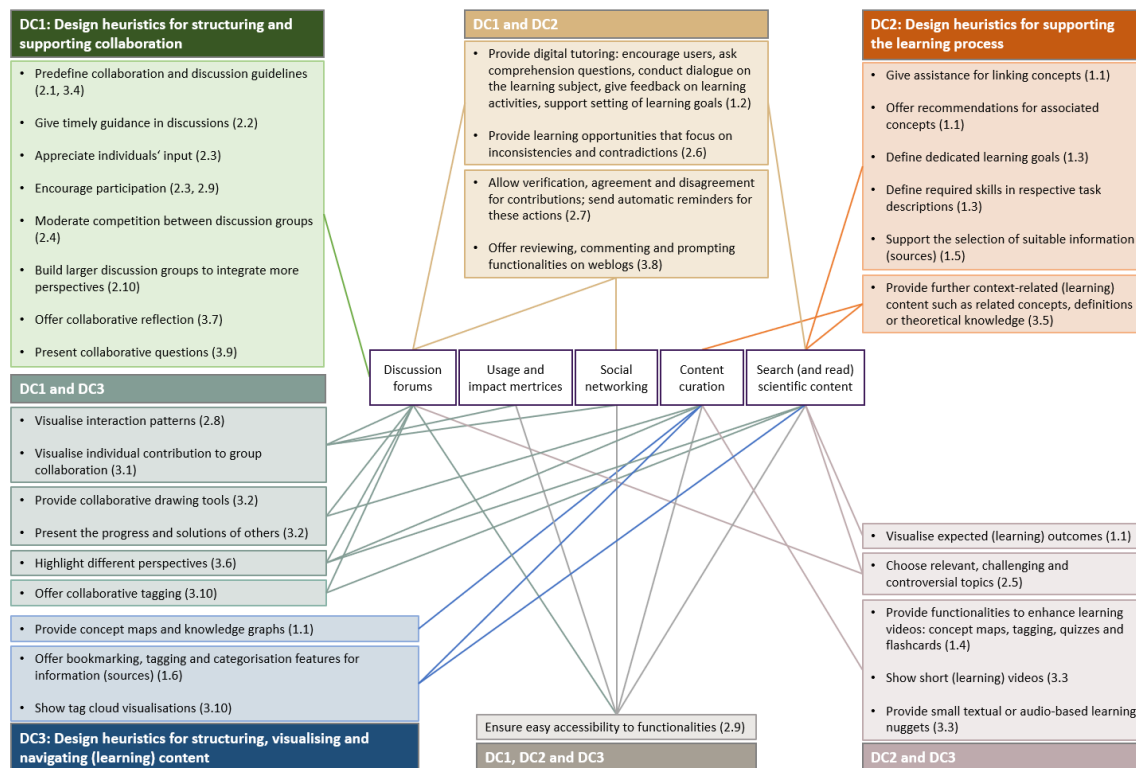 DC1: Design heuristics for structuring and
supporting collaboration
• Predefine collaboration and discussion guidelines
(2.1, 3.4)
• Give timely guidance in discussions (2.2)
• Appreciate individuals‘ input (2.3)
• Encourage participation (2.3, 2.9)
• Moderate competition between discussion groups
(2.4)
• Build larger discussion groups to integrate more
perspectives (2.10)
• Offer collaborative reflection (3.7)
• Present collaborative questions (3.9)
DC1 and DC2
• Provide digital tutoring: encourage users, ask
comprehension questions, conduct dialogue on
the learning subject, give feedback on learning
activities, support setting of learning goals (1.2)
• Provide learning opportunities that focus on
inconsistencies and contradictions (2.6)
• Allow verification, agreement and disagreement
for contributions; send automatic reminders for
these actions (2.7)
• Offer reviewing, commenting and prompting
functionalities on weblogs (3.8)
DC2: Design heuristics for supporting
the learning process
• Give assistance for linking concepts (1.1)
• Offer recommendations for associated
concepts (1.1)
• Define dedicated learning goals (1.3)
• Define required skills in respective task
descriptions (1.3)
• Support the selection of suitable information
(sources) (1.5)
• Provide further context-related (learning)
content such as related concepts, definitions
or theoretical knowledge (3.5)
Discussion
forums
Usage and
impact mertrices
Social
networking
Content
curation
Search (and read)
scientific content
DC1 and DC3
• Visualise interaction patterns (2.8)
• Visualise individual contribution to group
collaboration (3.1)
• Provide collaborative drawing tools (3.2)
• Present the progress and solutions of others (3.2)
• Highlight different perspectives (3.6)
• Offer collaborative tagging (3.10)
• Provide concept maps and knowledge graphs (1.1)
• Offer bookmarking, tagging and categorisation features for
information (sources) (1.6)
• Show tag cloud visualisations (3.10)
DC3: Design heuristics for structuring, visualising and
navigating (learning) content
Ensure easy accessibility to functionalities (2.9)
DC1, DC2 and DC3
• Visualise expected (learning) outcomes (1.1)
• Choose relevant, challenging and
controversial topics (2.5)
• Provide functionalities to enhance learning
videos: concept maps, tagging, quizzes and
flashcards (1.4)
• Show short (learning) videos (3.3
• Provide small textual or audio-based learning
nuggets (3.3)
DC2 and DC3